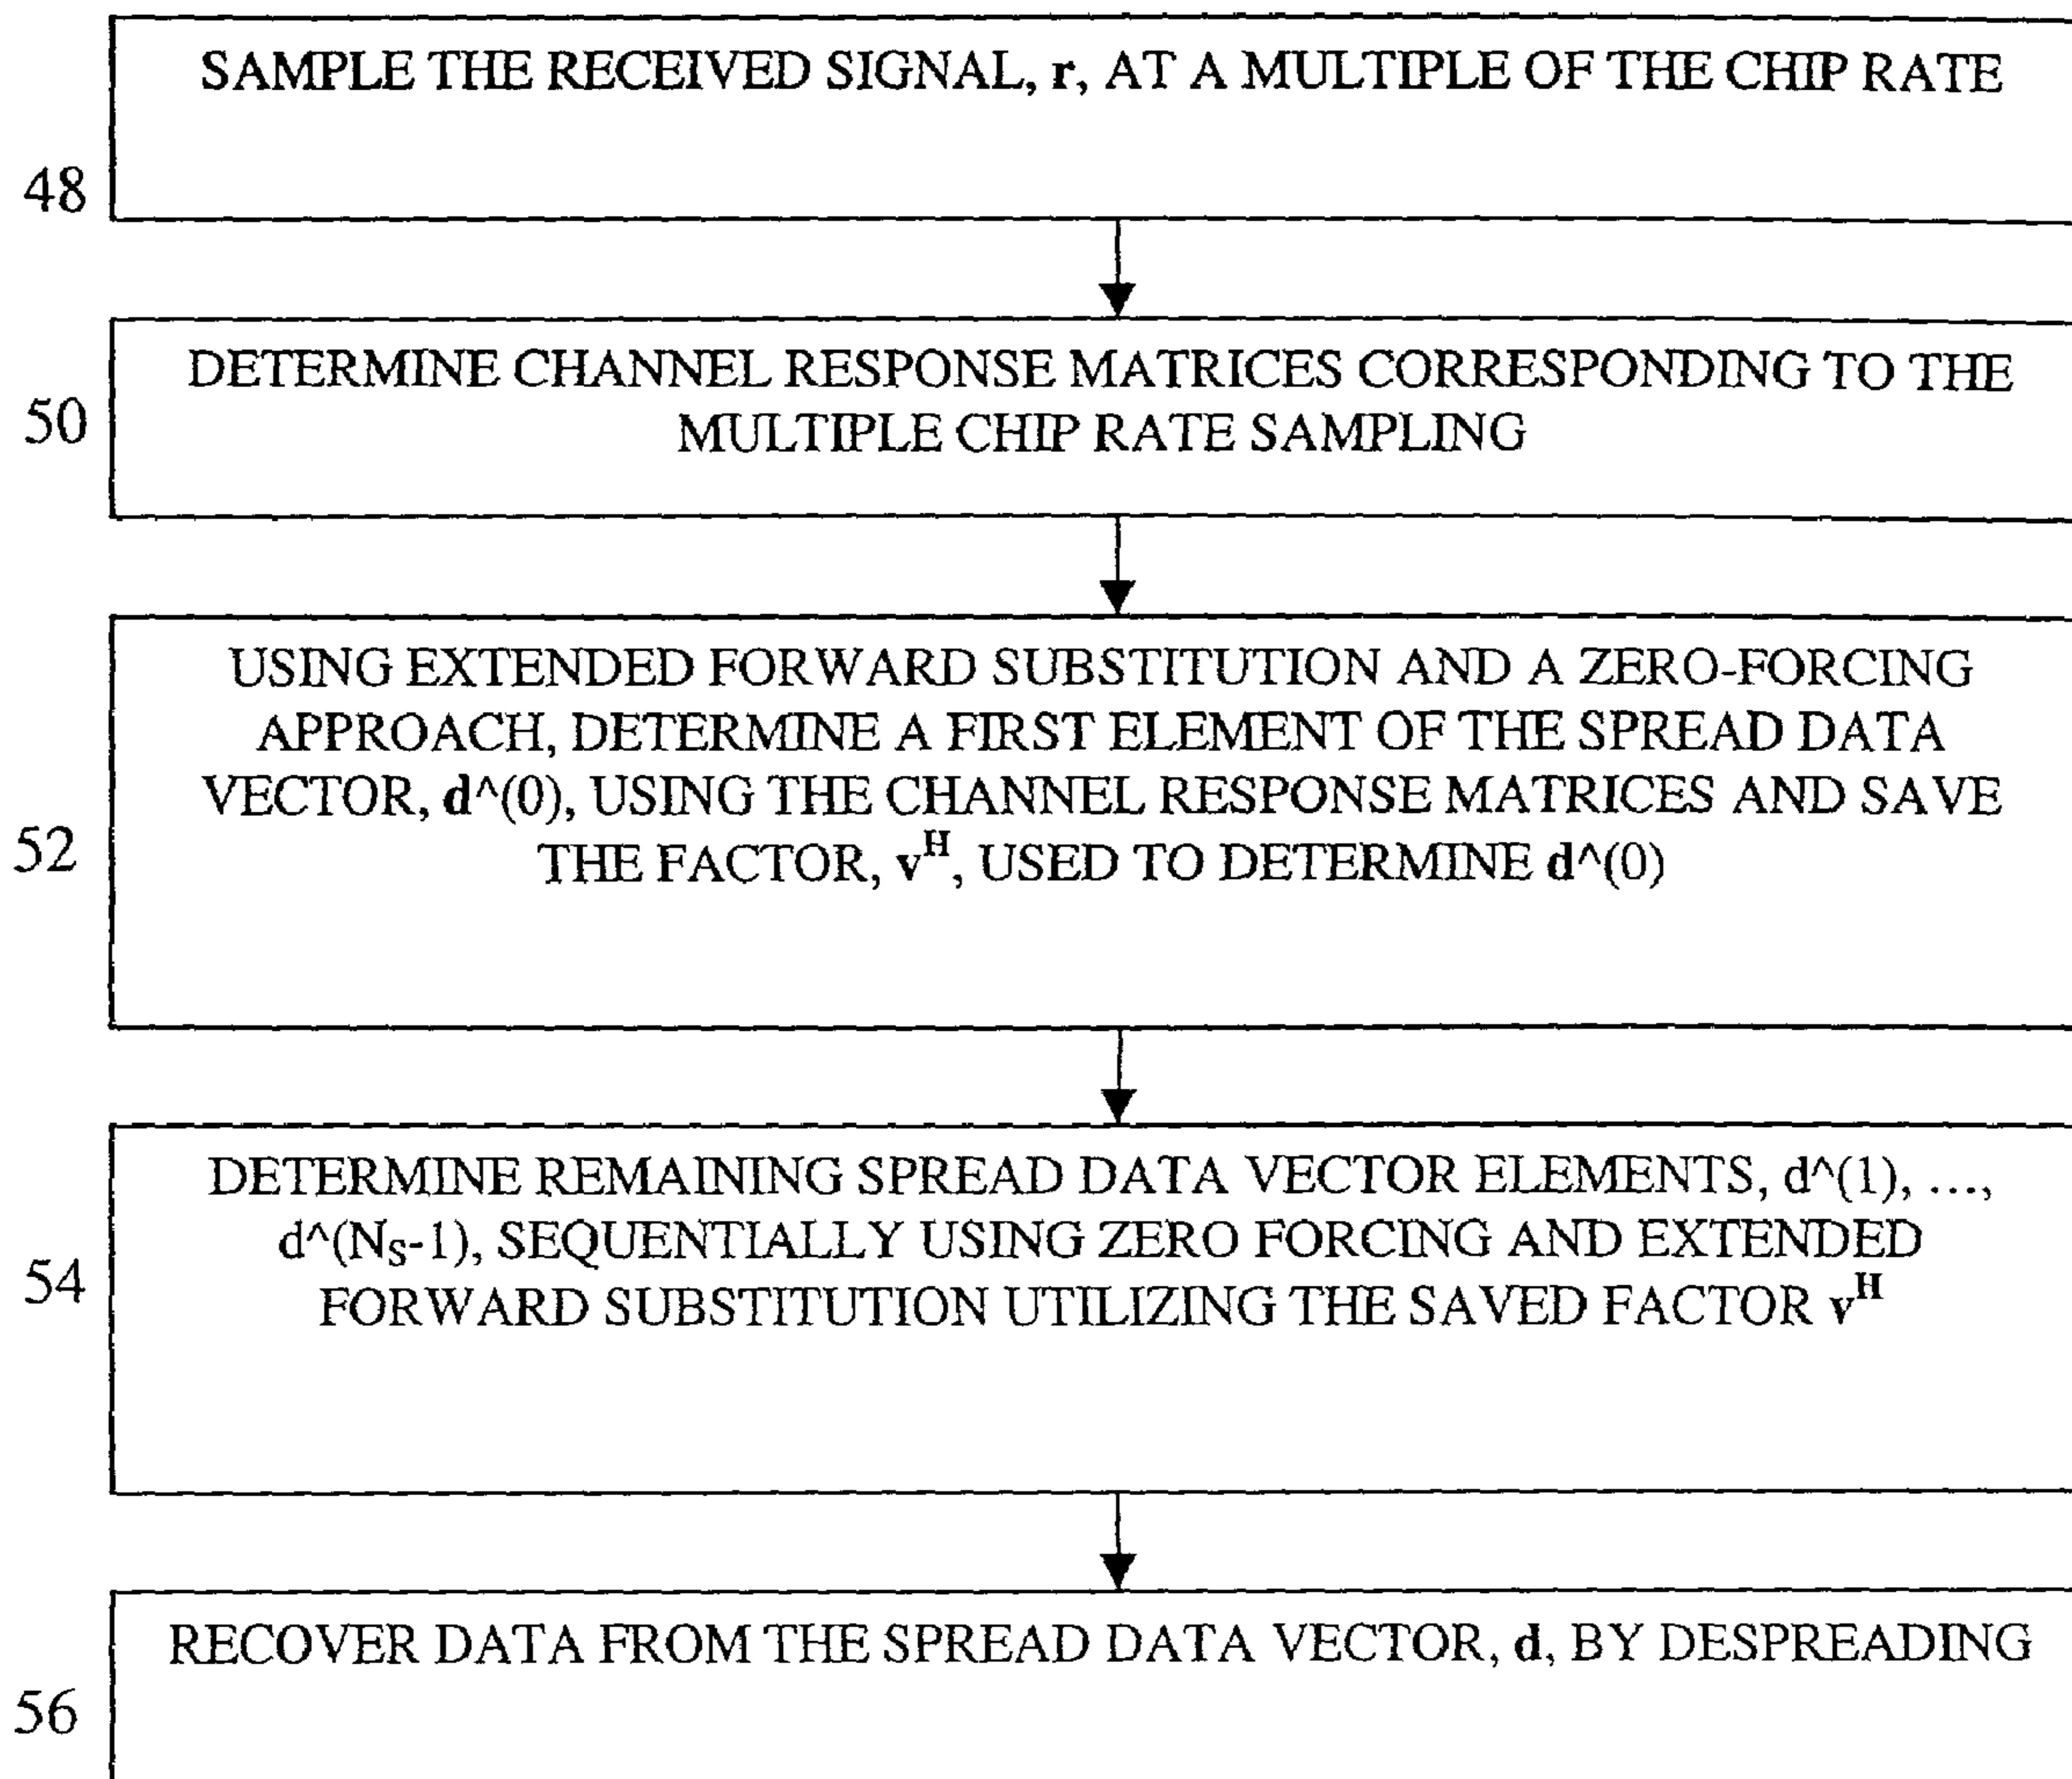 SAMPLE THE RECEIVED SIGNAL, r, AT A MULTIPLE OF THE CHIP RATE
48
DETERMINE CHANNEL RESPONSE MATRICES CORRESPONDING TO THE
MULTIPLE CHIP RATE SAMPLING
50
USING EXTENDED FORWARD SUBSTITUTION AND A ZERO-FORCING
APPROACH, DETERMINE A FIRST ELEMENT OF THE SPREAD DATA
VECTOR, d^(0), USING THE CHANNEL RESPONSE MATRICES AND SAVE
THE FACTOR, v^H, USED TO DETERMINE d^(0)
52
DETERMINE REMAINING SPREAD DATA VECTOR ELEMENTS, d^(1), ...,
d^(N_S-1), SEQUENTIALLY USING ZERO FORCING AND EXTENDED
FORWARD SUBSTITUTION UTILIZING THE SAVED FACTOR v^H
54
RECOVER DATA FROM THE SPREAD DATA VECTOR, d, BY DESPREADING
56